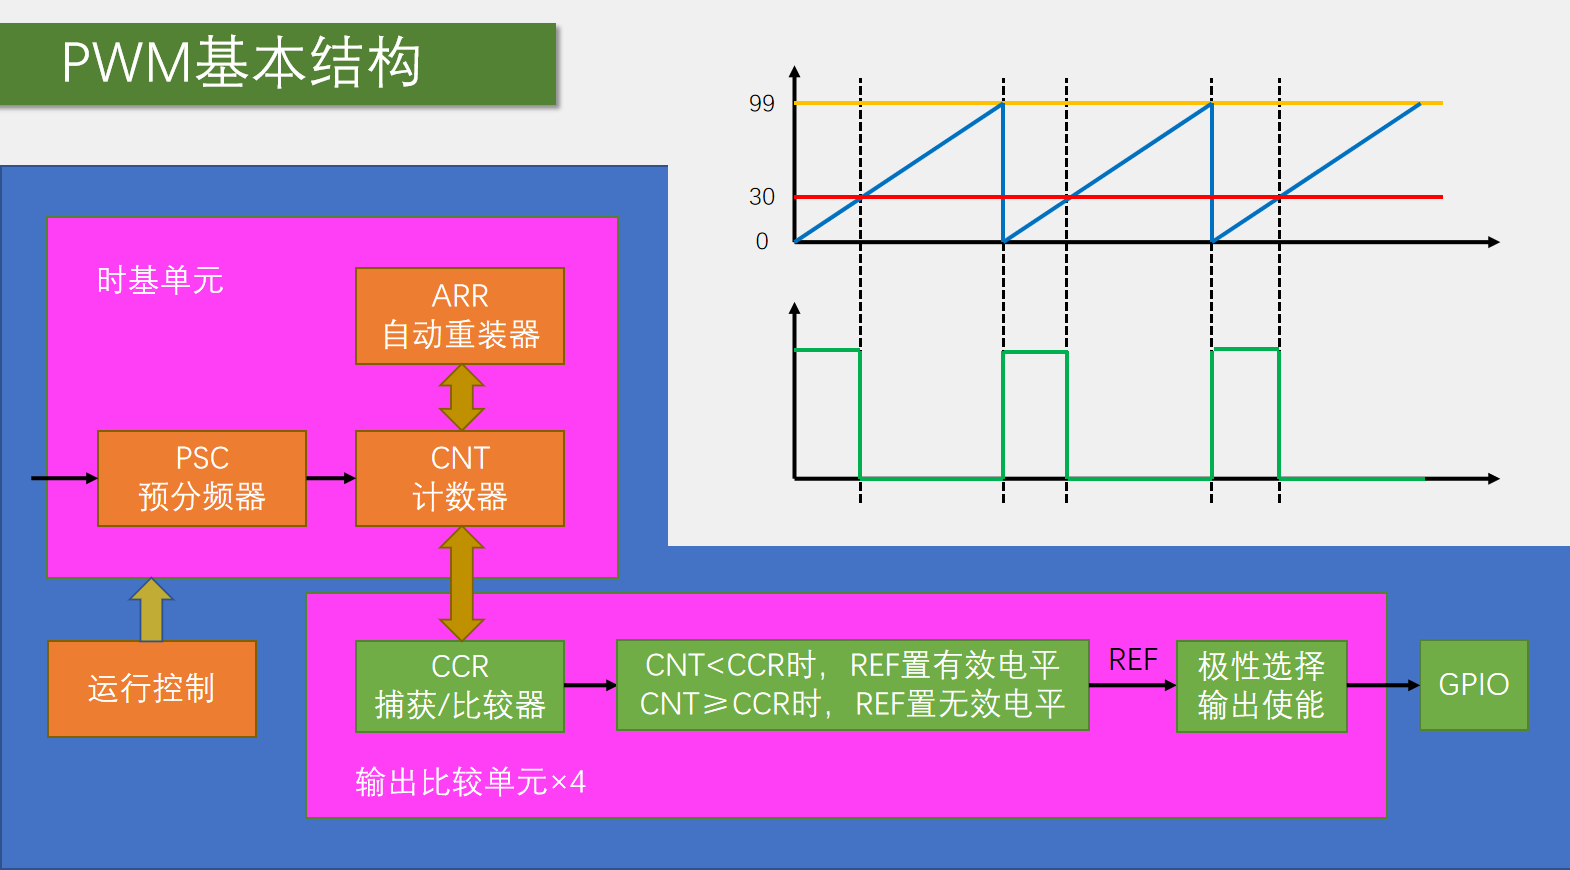 PWM基本结构
99
30
0
时基单元
ARR
自动重装器
PSC
预分频器
CNT
计数器
运行控制
CCR
捕获/比较器
CNT<CCR时，REF置有效电平
CNT≥CCR时，REF置无效电平
REF
极性选择
输出使能
GPIO
输出比较单元×4